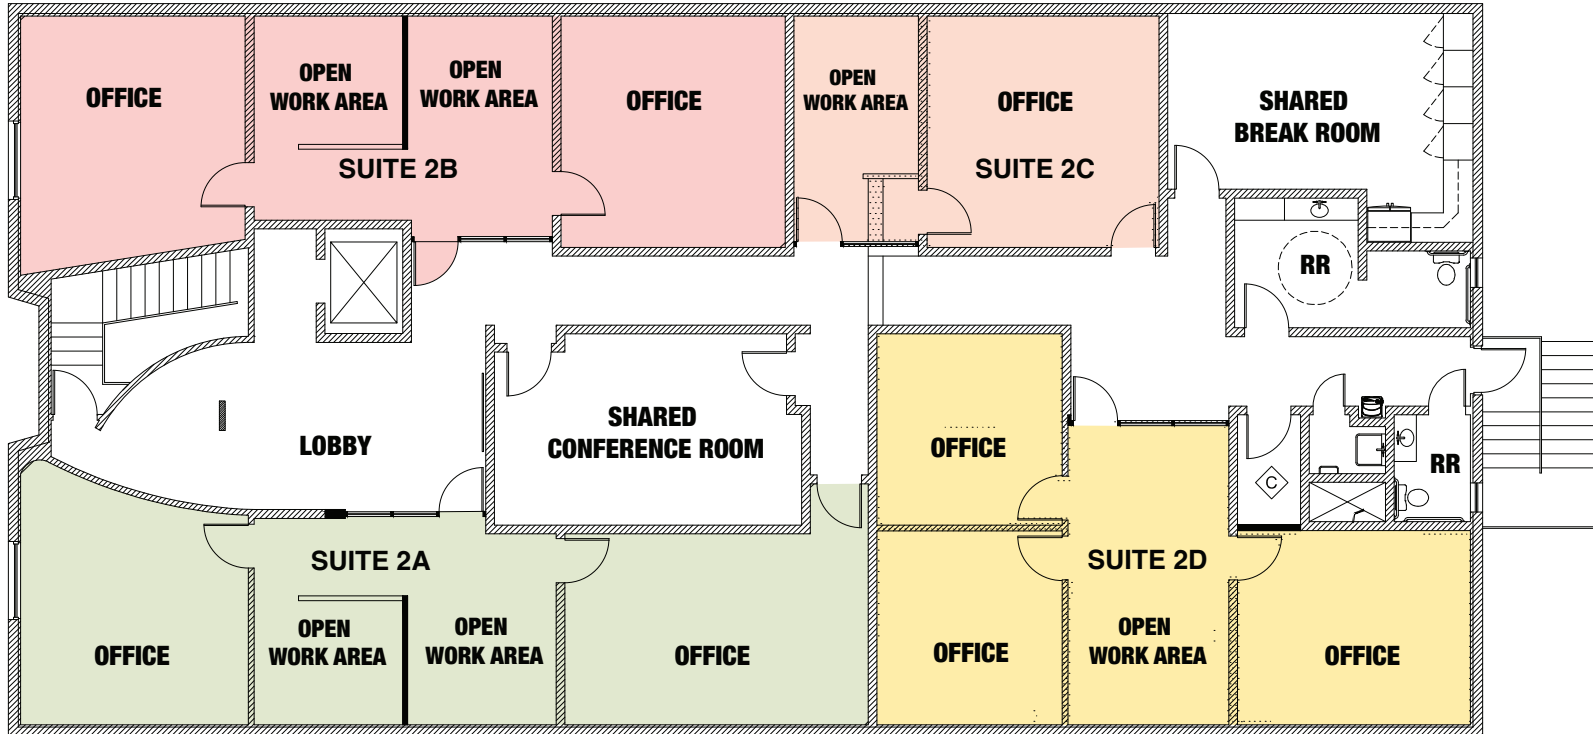 OFFICE
OPEN
WORK AREA
OPEN
WORK AREA
SUITE 2B
OFFICE
OPEN
WORK AREA
OFFICE
SUITE 2C
SHARED
BREAK ROOM
RR
LOBBY
SHARED
CONFERENCE ROOM
OFFICE
C
RR
SUITE 2A
OFFICE
OPEN
WORK AREA
OPEN
WORK AREA
OFFICE
SUITE 2D
OFFICE
OPEN
WORK AREA
OFFICE